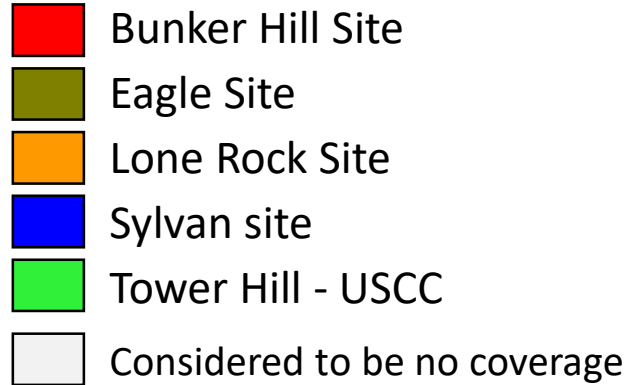 Bunker Hill Site
Eagle Site
Lone Rock Site
Sylvan site
Tower Hill - USCC
Considered to be no coverage